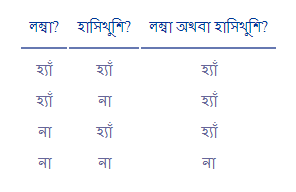 লম্বা? হাসিখুশি? লম্বা অথবা হাসিখুশি?
হ্যাঁ হ্যাঁ হ্যাঁ
হ্যাঁ না হ্যাঁ
না হ্যাঁ হ্যাঁ
না না না